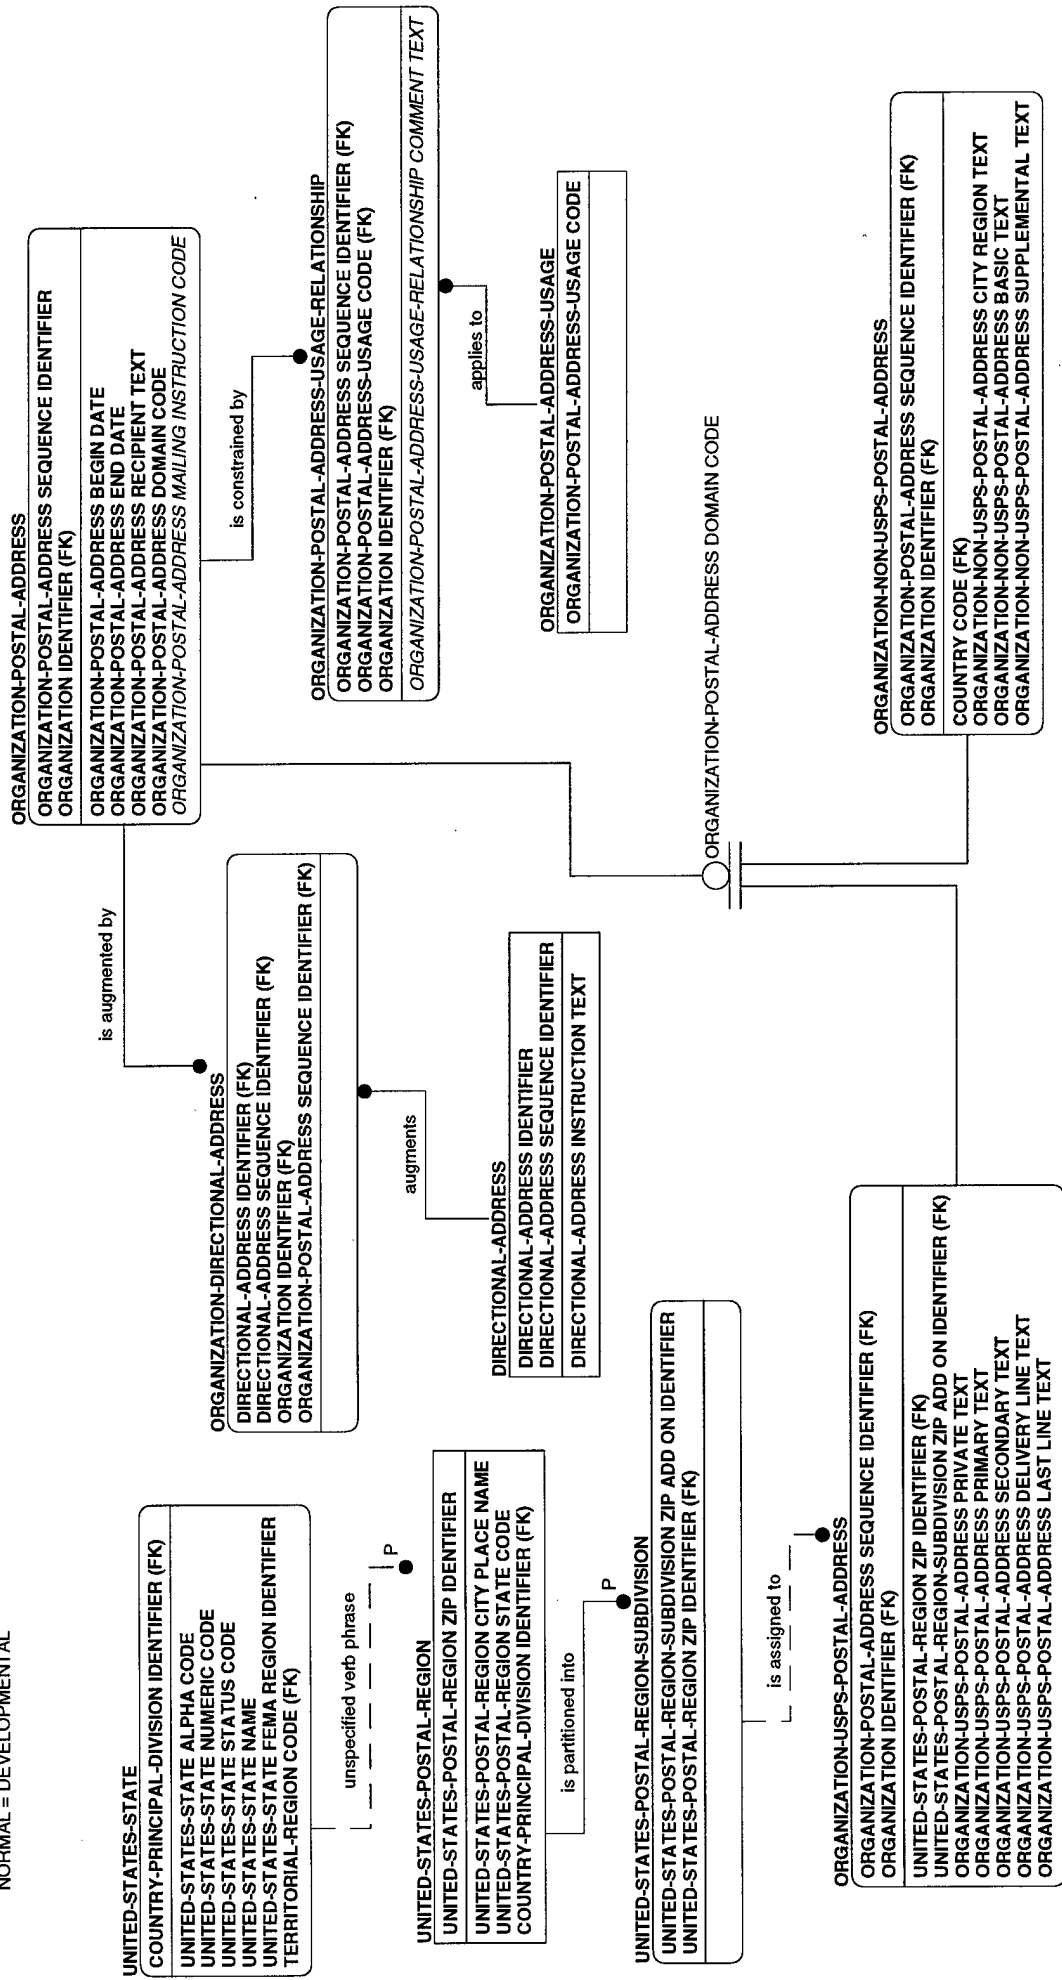 NORMAL = DEVELOPMENTAL
UNITED-STATES-STATE
COUNTRY-PRINCIPAL-DIVISION IDENTIFIER (FK)
UNITED-STATES-STATE ALPHA CODE
UNITED-STATES-STATE NUMERIC CODE
UNITED-STATES-STATE STATUS CODE
UNITED-STATES-STATE NAME
UNITED-STATES-STATE FEMA REGION IDENTIFIER
TERRITORIAL-REGION CODE (FK)
unspecified verb phrase
P
UNITED-STATES-POSTAL-REGION
UNITED-STATES-POSTAL-REGION ZIP IDENTIFIER
UNITED-STATES-POSTAL-REGION CITY PLACE NAME
UNITED-STATES-POSTAL-REGION STATE CODE
COUNTRY-PRINCIPAL-DIVISION IDENTIFIER (FK)
is partitioned into
P
UNITED-STATES-POSTAL-REGION-SUBDIVISION
UNITED-STATES-POSTAL-REGION-SUBDIVISION ZIP ADD ON IDENTIFIER
UNITED-STATES-POSTAL-REGION ZIP IDENTIFIER (FK)
is assigned to
ORGANIZATION-USPS-POSTAL-ADDRESS
ORGANIZATION-POSTAL-ADDRESS SEQUENCE IDENTIFIER (FK)
ORGANIZATION IDENTIFIER (FK)
UNITED-STATES-POSTAL-REGION ZIP IDENTIFIER (FK)
UNITED-STATES-POSTAL-REGION-SUBDIVISION ZIP ADD ON IDENTIFIER (FK)
ORGANIZATION-USPS-POSTAL-ADDRESS PRIVATE TEXT
ORGANIZATION-USPS-POSTAL-ADDRESS PRIMARY TEXT
ORGANIZATION-USPS-POSTAL-ADDRESS SECONDARY TEXT
ORGANIZATION-USPS-POSTAL-ADDRESS DELIVERY LINE TEXT
ORGANIZATION-USPS-POSTAL-ADDRESS LAST LINE TEXT
is augmented by
ORGANIZATION-DIRECTIONAL-ADDRESS
DIRECTIONAL-ADDRESS IDENTIFIER (FK)
DIRECTIONAL-ADDRESS SEQUENCE IDENTIFIER (FK)
ORGANIZATION IDENTIFIER (FK)
ORGANIZATION-POSTAL-ADDRESS SEQUENCE IDENTIFIER (FK)
augments
DIRECTIONAL-ADDRESS
DIRECTIONAL-ADDRESS IDENTIFIER
DIRECTIONAL-ADDRESS SEQUENCE IDENTIFIER
DIRECTIONAL-ADDRESS INSTRUCTION TEXT
ORGANIZATION-POSTAL-ADDRESS
ORGANIZATION-POSTAL-ADDRESS SEQUENCE IDENTIFIER
ORGANIZATION IDENTIFIER (FK)
ORGANIZATION-POSTAL-ADDRESS BEGIN DATE
ORGANIZATION-POSTAL-ADDRESS END DATE
ORGANIZATION-POSTAL-ADDRESS RECIPIENT TEXT
ORGANIZATION-POSTAL-ADDRESS DOMAIN CODE
ORGANIZATION-POSTAL-ADDRESS MAILING INSTRUCTION CODE
is constrained by
ORGANIZATION-POSTAL-ADDRESS-USAGE-RELATIONSHIP
ORGANIZATION-POSTAL-ADDRESS SEQUENCE IDENTIFIER (FK)
ORGANIZATION-POSTAL-ADDRESS-USAGE CODE (FK)
ORGANIZATION IDENTIFIER (FK)
ORGANIZATION-POSTAL-ADDRESS-USAGE-RELATIONSHIP COMMENT TEXT
applies to
ORGANIZATION-POSTAL-ADDRESS-USAGE
ORGANIZATION-POSTAL-ADDRESS-USAGE CODE
ORGANIZATION-POSTAL-ADDRESS DOMAIN CODE
ORGANIZATION-NON-USPS-POSTAL-ADDRESS
ORGANIZATION-POSTAL-ADDRESS SEQUENCE IDENTIFIER (FK)
ORGANIZATION IDENTIFIER (FK)
COUNTRY CODE (FK)
ORGANIZATION-NON-USPS-POSTAL-ADDRESS CITY REGION TEXT
ORGANIZATION-NON-USPS-POSTAL-ADDRESS BASIC TEXT
ORGANIZATION-NON-USPS-POSTAL-ADDRESS SUPPLEMENTAL TEXT